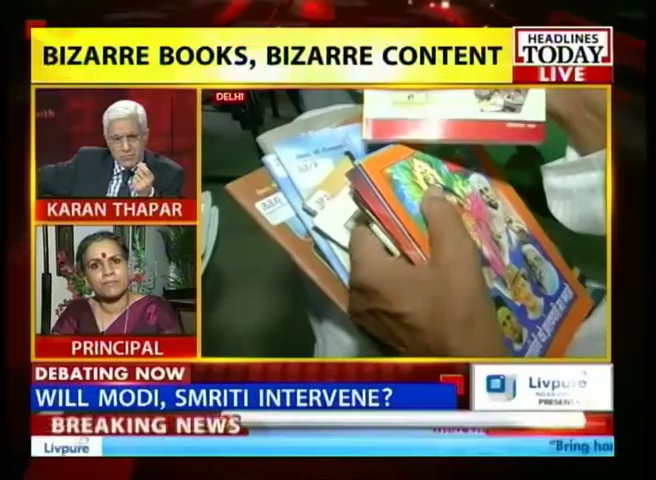 BIZARRE BOOKS, BIZARRE CONTENT
HEADLINES
TODAY
LIVE
DELHI
KARAN THAPAR
PRINCIPAL
DEBATING NOW
WILL MODI, SMRITI INTERVENE?
Livpure
PRESENTS
BREAKING NEWS
Livpure
"Bring